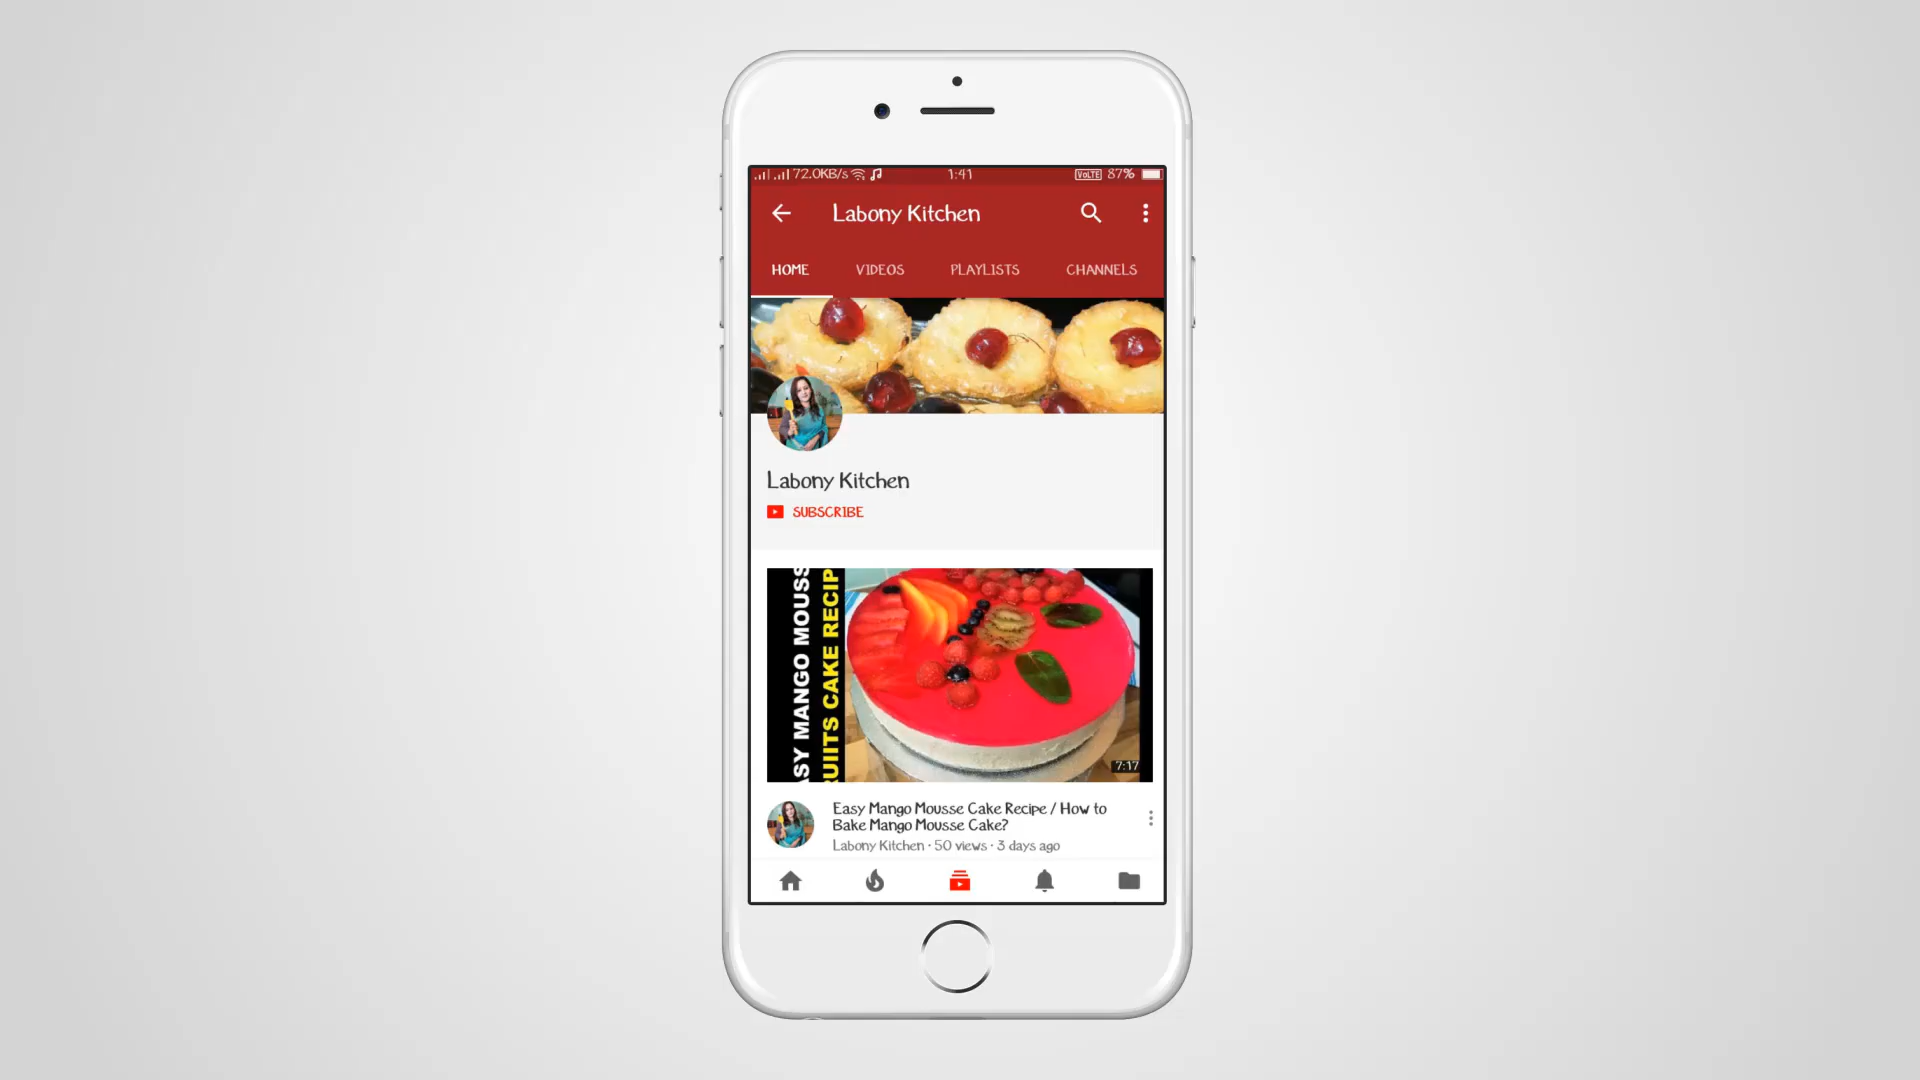 72.0KB/s 1:41 VoLTE 87%
Labony Kitchen
HOME VIDEOS PLAYLISTS CHANNELS
Labony Kitchen
SUBSCRIBE
ASY MANGO MOUSS
RUIITS CAKE RECIP
7:17
Easy Mango Mousse Cake Recipe / How to
Bake Mango Mousse Cake?
Labony Kitchen · 50 views · 3 days ago